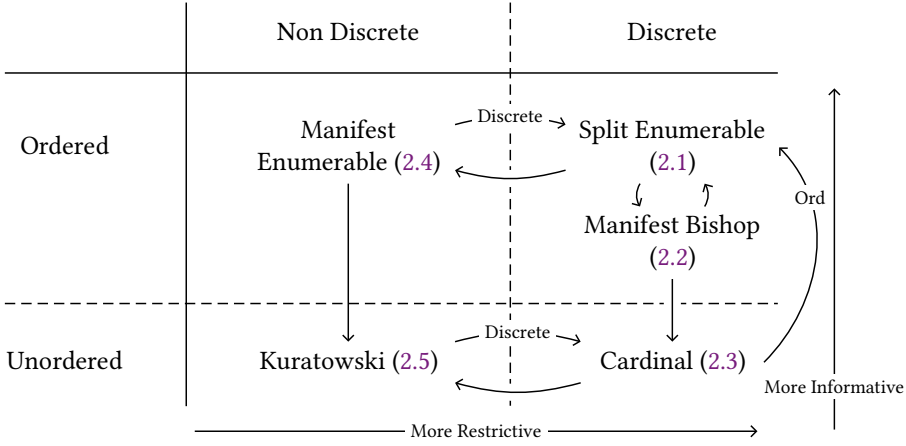 Non Discrete
Discrete
Ordered
Manifest
Enumerable (2.4)
Discrete
Split Enumerable
(2.1)
Manifest Bishop
(2.2)
Ord
Unordered
Kuratowski (2.5)
Discrete
Cardinal (2.3)
More Informative
More Restrictive